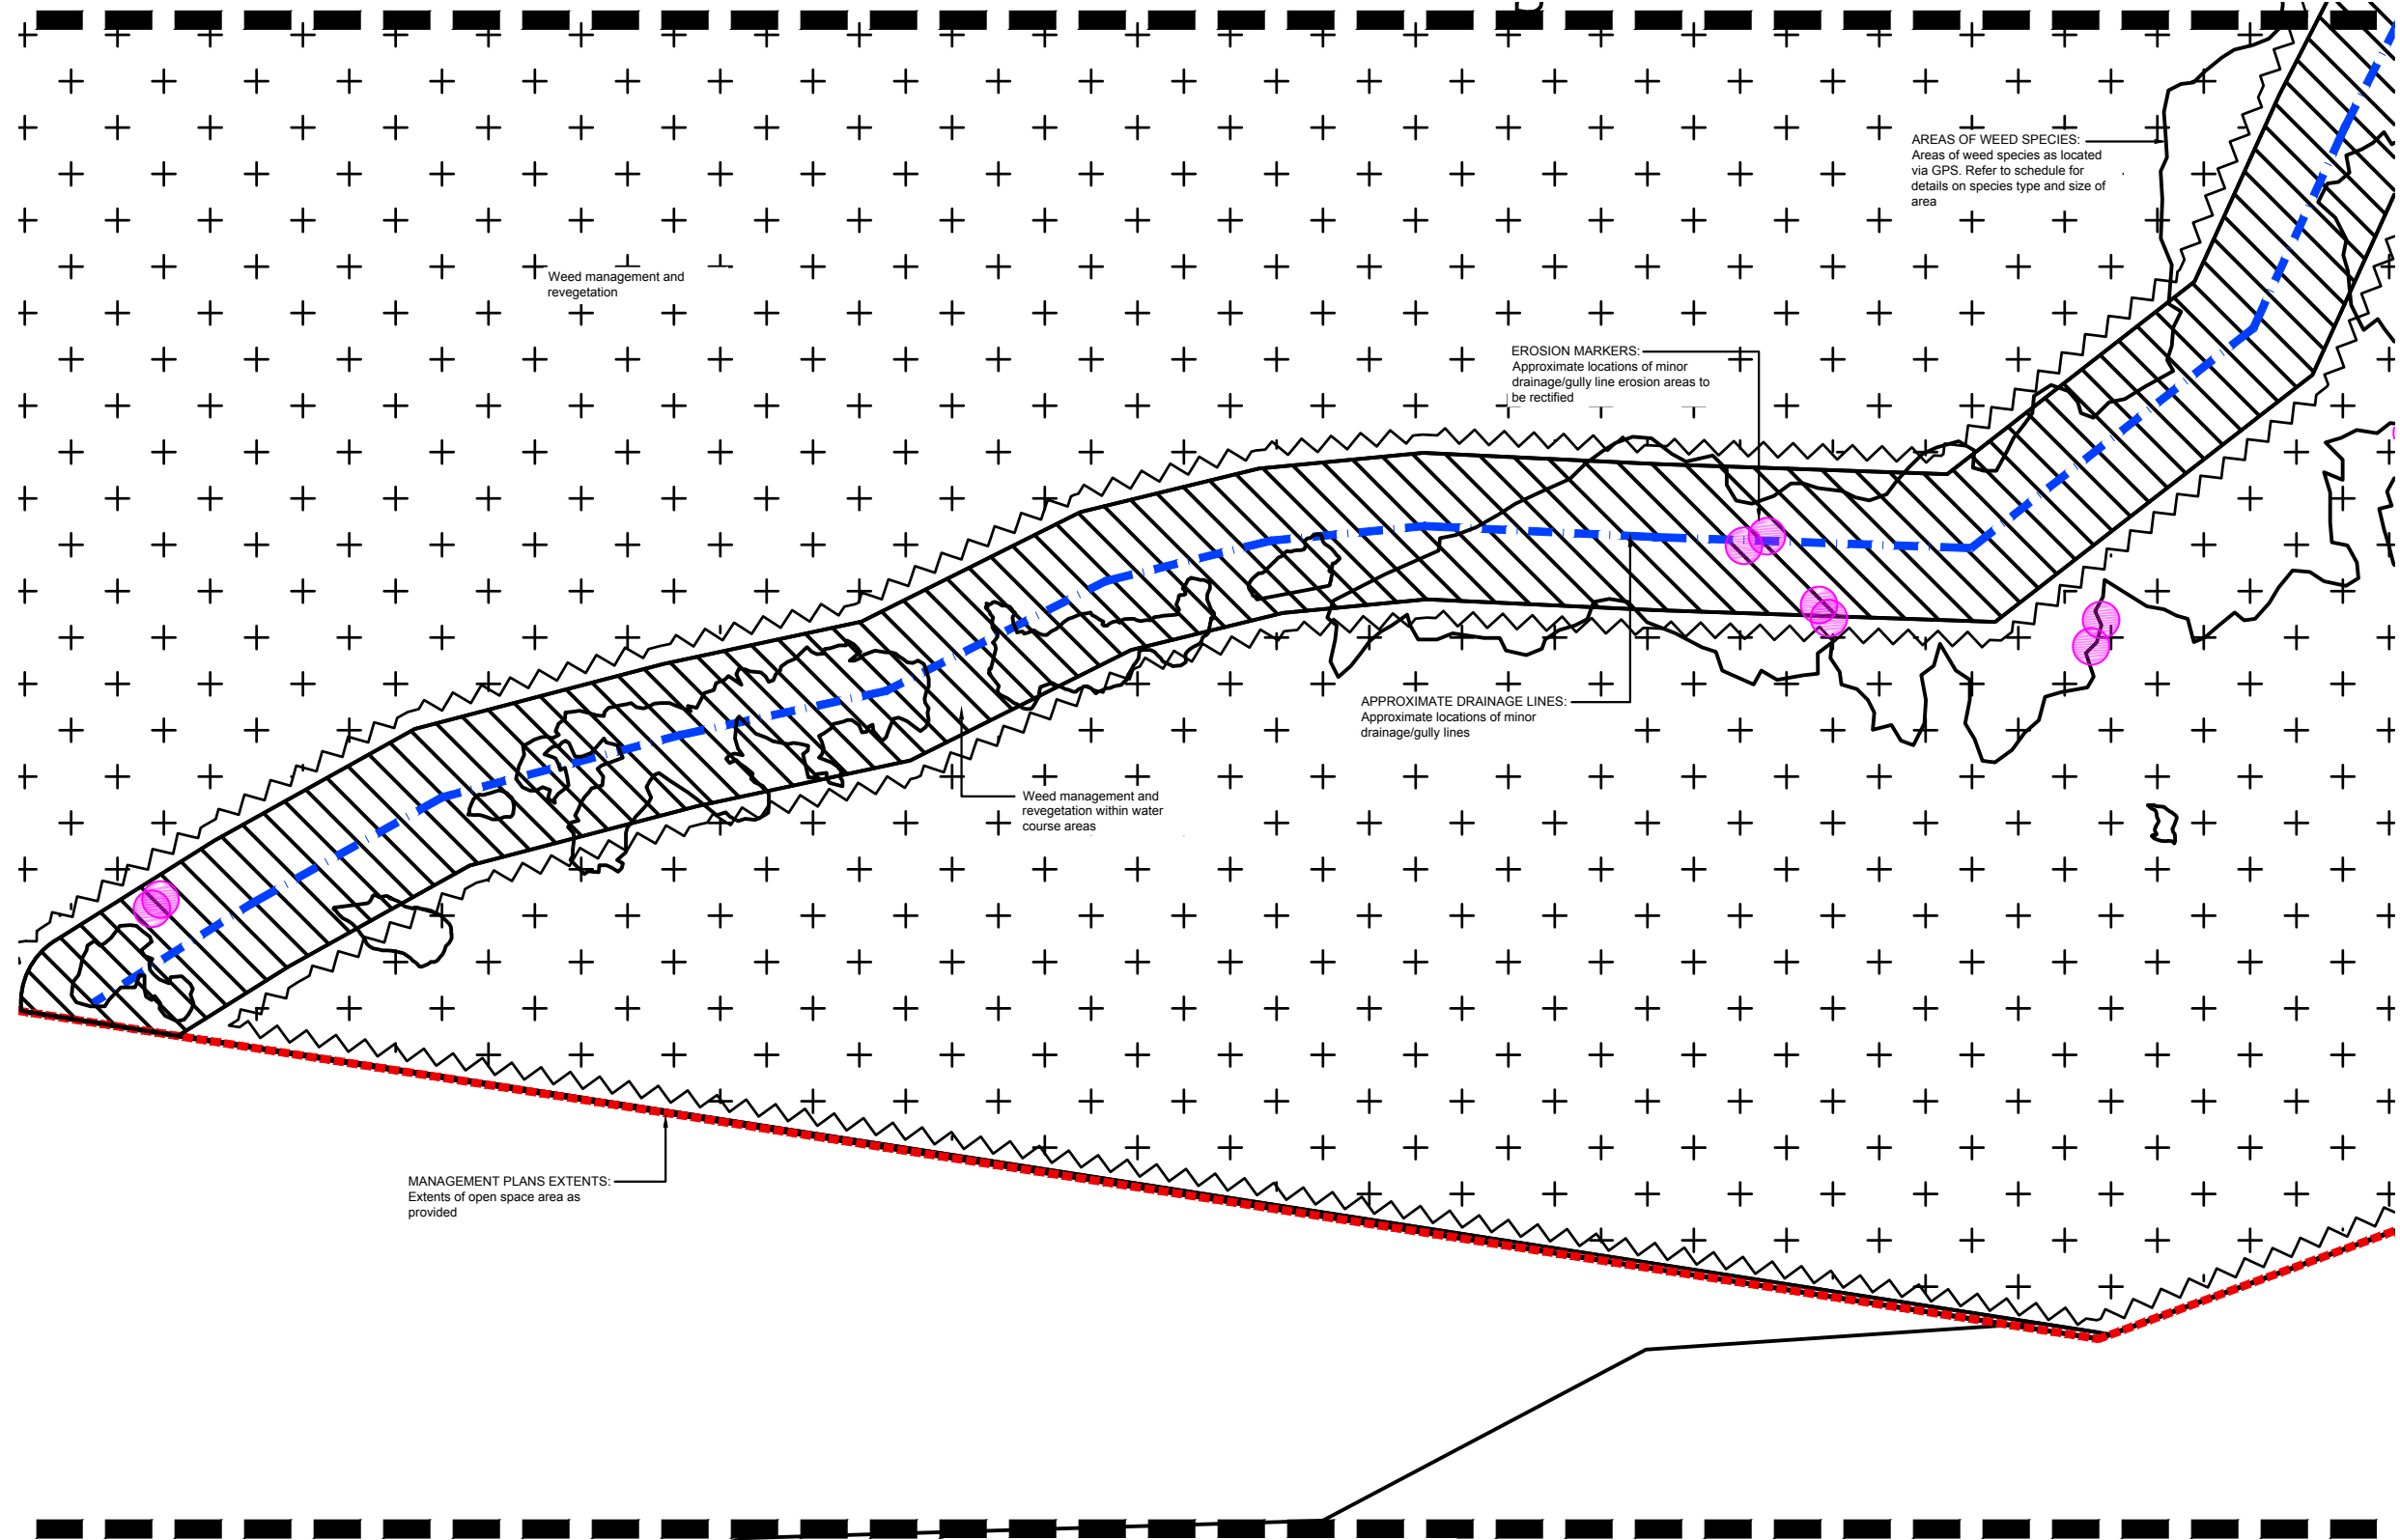 AREAS OF WEED SPECIES:
Areas of weed species as located
via GPS. Refer to schedule for
details on species type and size of
area
Weed management and
revegetation
EROSION MARKERS:
Approximate locations of minor
drainage/gully line erosion areas to
be rectified
APPROXIMATE DRAINAGE LINES:
Approximate locations of minor
drainage/gully lines
Weed management and
revegetation within water
course areas
MANAGEMENT PLANS EXTENTS:
Extents of open space area as
provided